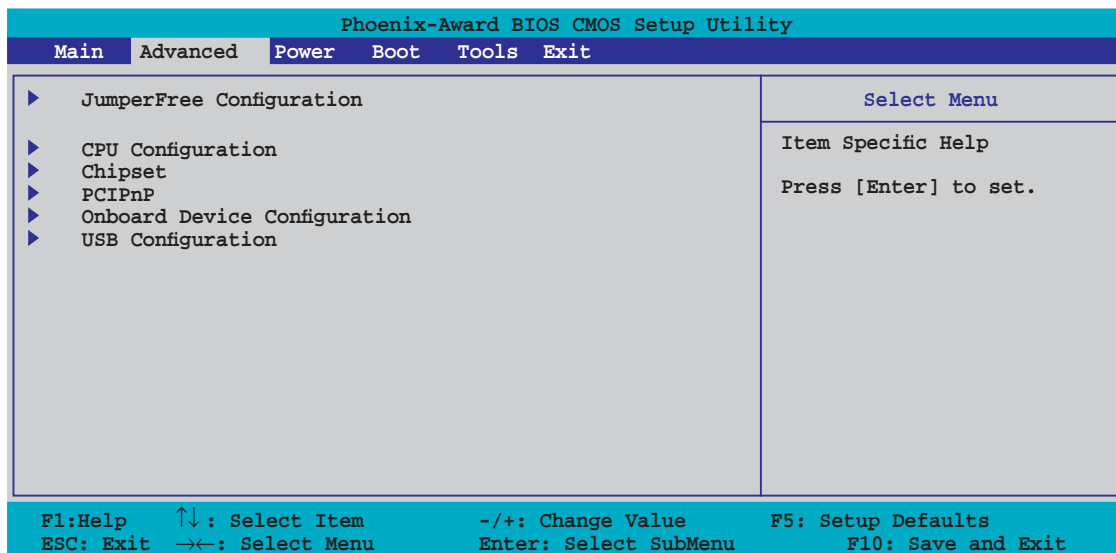 Phoenix-Award BIOS CMOS Setup Utility
Main Advanced Power Boot Tools Exit
JumperFree Configuration
CPU Configuration
Chipset
PCIPnP
Onboard Device Configuration
USB Configuration
Select Menu
Item Specific Help
Press [Enter] to set.
F1:Help ↑↓: Select Item -/+: Change Value F5: Setup Defaults
ESC: Exit →←: Select Menu Enter: Select SubMenu F10: Save and Exit